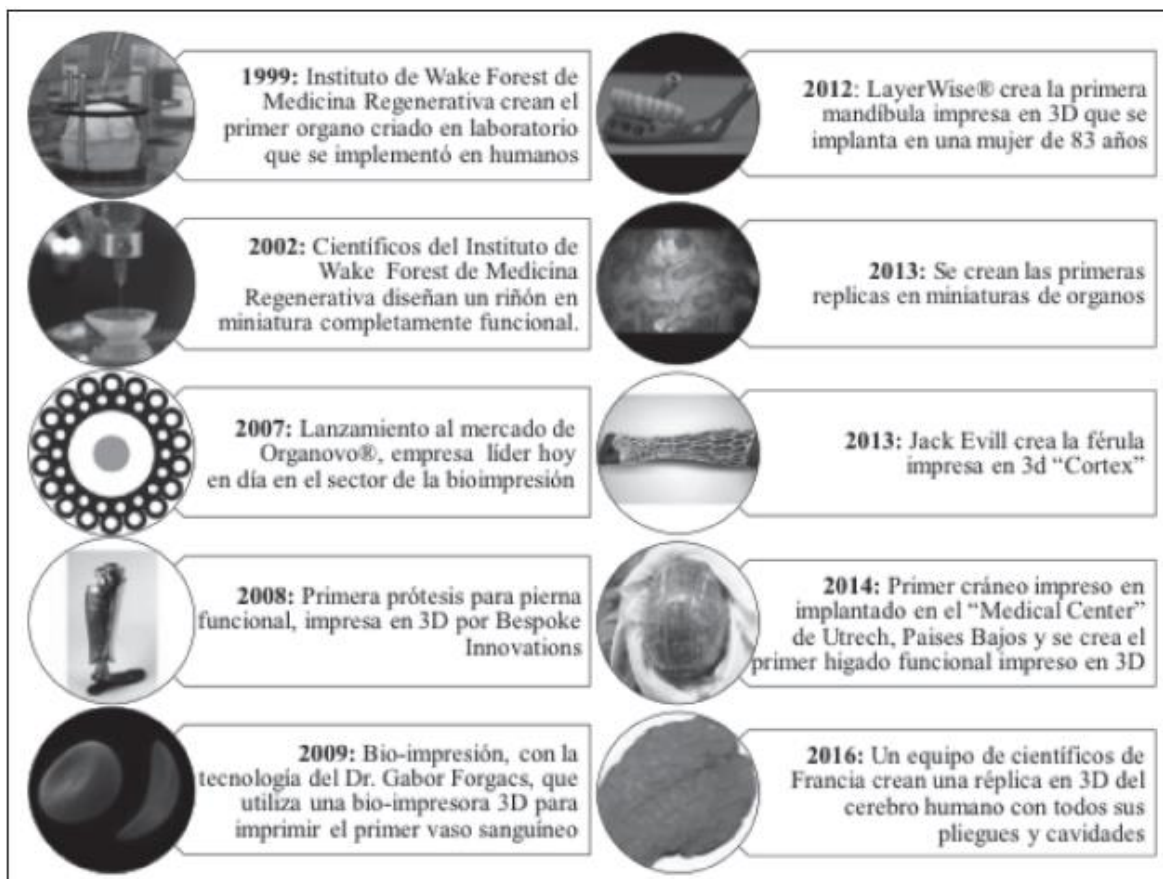 1999: Instituto de Wake Forest de
Medicina Regenerativa crean el
primer organo criado en laboratorio
que se implementó en humanos
2002: Científicos del Instituto de
Wake Forest de Medicina
Regenerativa diseñan un riñón en
miniatura completamente funcional.
2007: Lanzamiento al mercado de
Organovo®, empresa líder hoy
en día en el sector de la bioimpresión
2008: Primera prótesis para pierna
funcional, impresa en 3D por Bespoke
Innovations
2009: Bio-impresión, con la
tecnología del Dr. Gabor Forgacs, que
utiliza una bio-impresora 3D para
imprimir el primer vaso sanguíneo
2012: LayerWise® crea la primera
mandíbula impresa en 3D que se
implanta en una mujer de 83 años
2013: Se crean las primeras
replicas en miniaturas de organos
2013: Jack Evill crea la férula
impresa en 3d “Cortex”
2014: Primer cráneo impreso en
implantado en el “Medical Center”
de Utrech, Paises Bajos y se crea el
primer higado funcional impreso en 3D
2016: Un equipo de científicos de
Francia crean una réplica en 3D del
cerebro humano con todos sus
pliegues y cavidades